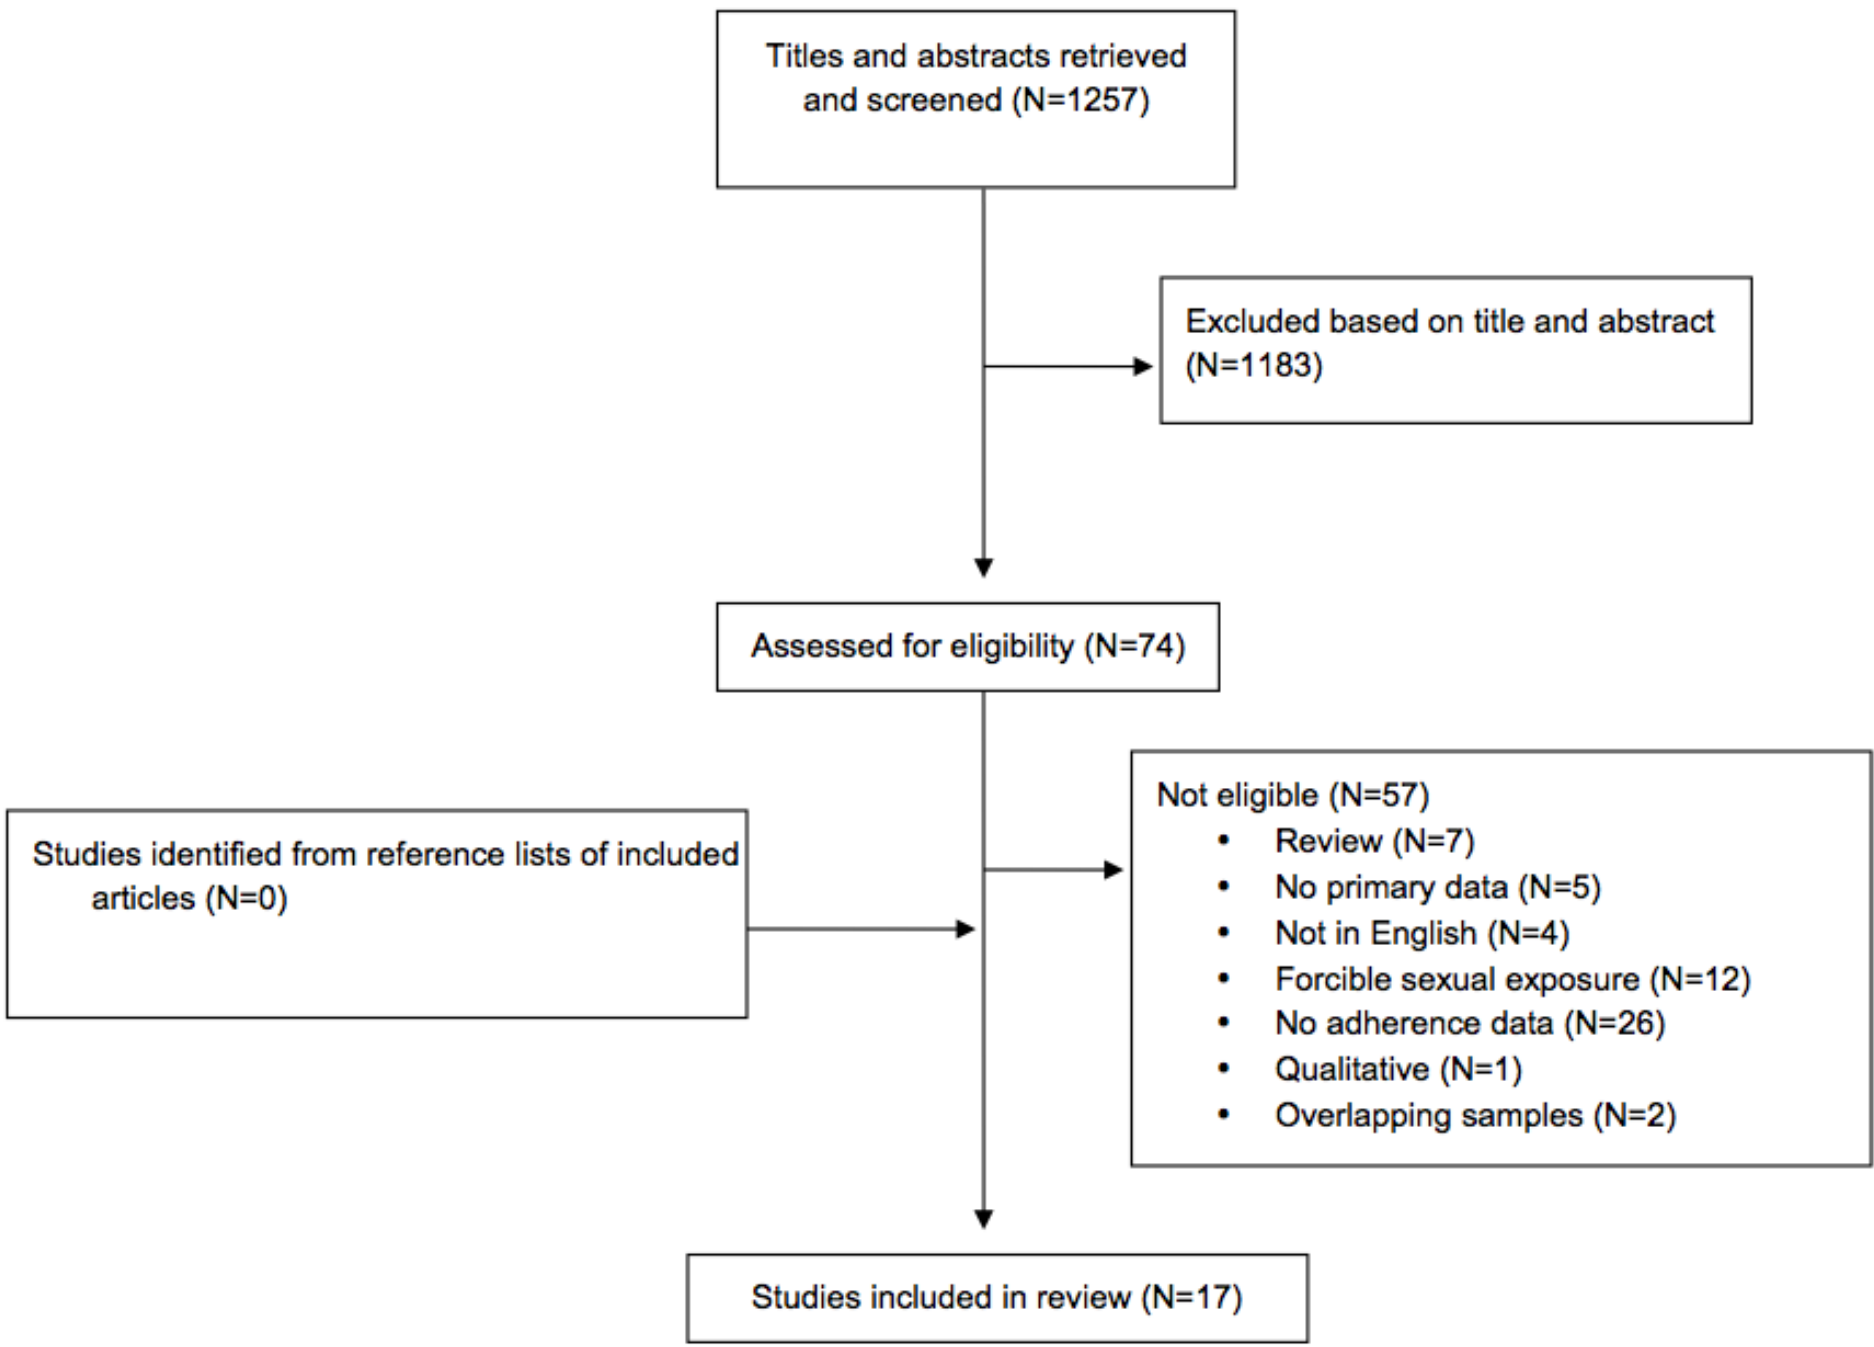 Titles and abstracts retrieved
and screened (N=1257)
Excluded based on title and abstract
(N=1183)
Assessed for eligibility (N=74)
Studies identified from reference lists of included
articles (N=0)
Not eligible (N=57)
• Review (N=7)
• No primary data (N=5)
• Not in English (N=4)
• Forcible sexual exposure (N=12)
• No adherence data (N=26)
• Qualitative (N=1)
• Overlapping samples (N=2)
Studies included in review (N=17)